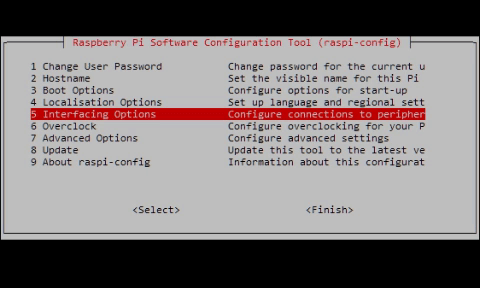 Raspberry Pi Software Configuration Tool (raspi-config)
1 Change User Password Change password for the current u
2 Hostname Set the visible name for this Pi
3 Boot Options Configure options for start-up
4 Localisation Options Set up language and regional sett
5 Interfacing Options Configure connections to peripher
6 Overclock Configure overclocking for your P
7 Advanced Options Configure advanced settings
8 Update Update this tool to the latest ve
9 About raspi-config Information about this configurat
<Select> <Finish>